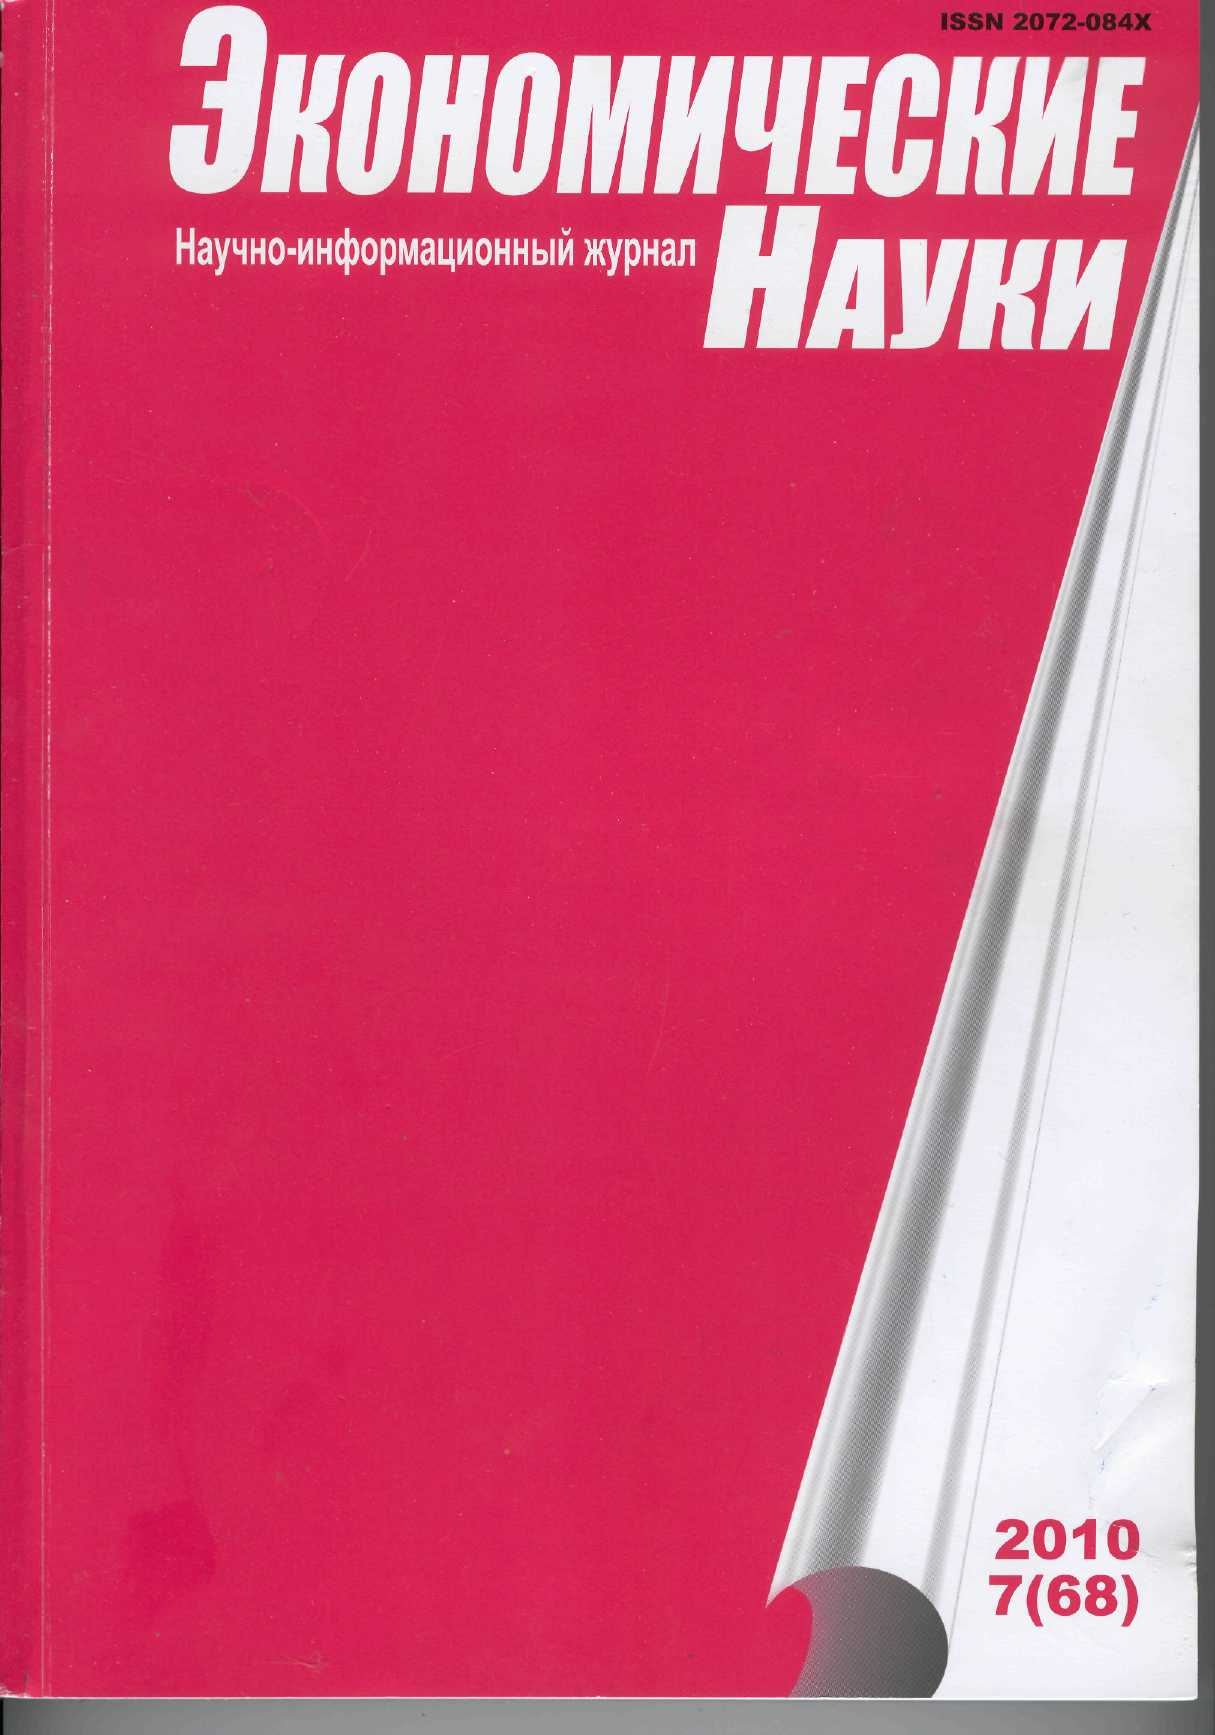 ISSN 2072-084X
Экономические
Научно-информационный журнал
Науки
2010
7(68)